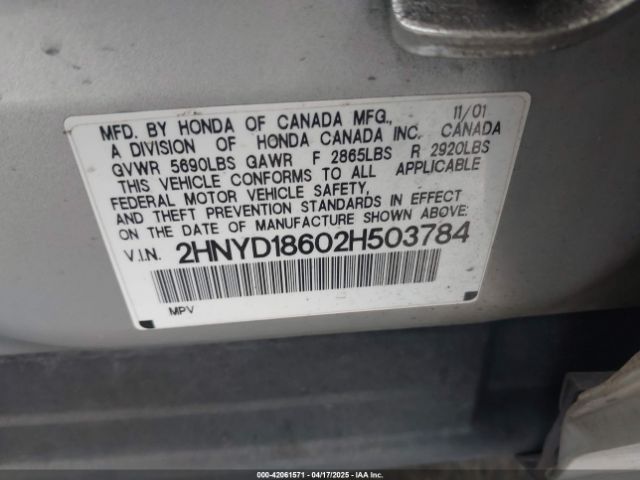 MFD. BY HONDA OF CANADA MFG., 11/01
A DIVISION OF HONDA CANADA INC. CANADA
GVWR 5690LBS GAWR F 2865LBS R 2920LBS
THIS VEHICLE CONFORMS TO ALL APPLICABLE
FEDERAL MOTOR VEHICLE SAFETY,
AND THEFT PREVENTION STANDARDS IN EFFECT
ON THE DATE OF MANUFACTURE SHOWN ABOVE.
V.I.N. 2HNYD18602H503784
MPV
000-42061571 - 04/17/2025 - IAAI, Inc.